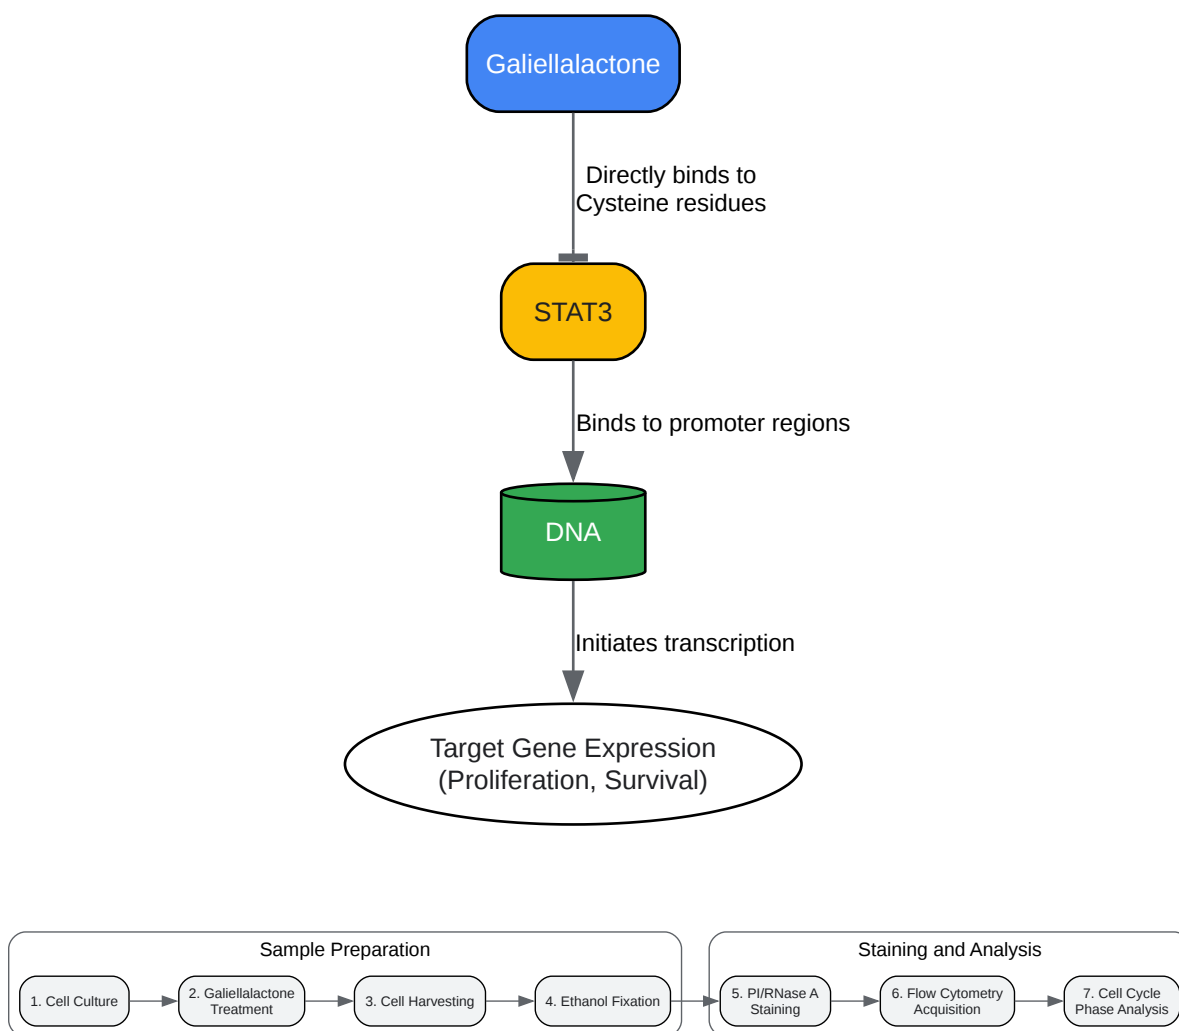 Galiellalactone
Directly binds to
Cysteine residues
STAT3
Binds to promoter regions
DNA
Initiates transcription
Target Gene Expression
(Proliferation, Survival)
Sample Preparation
1. Cell Culture
2. Galiellalactone
Treatment
3. Cell Harvesting
4. Ethanol Fixation
Staining and Analysis
5. PI/RNase A
Staining
6. Flow Cytometry
Acquisition
7. Cell Cycle
Phase Analysis